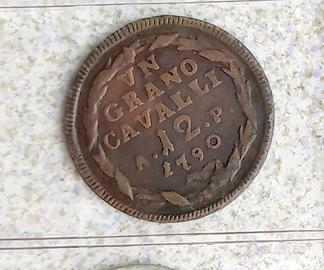 VN
GRANO
CAVALLI
A.12.P
1790